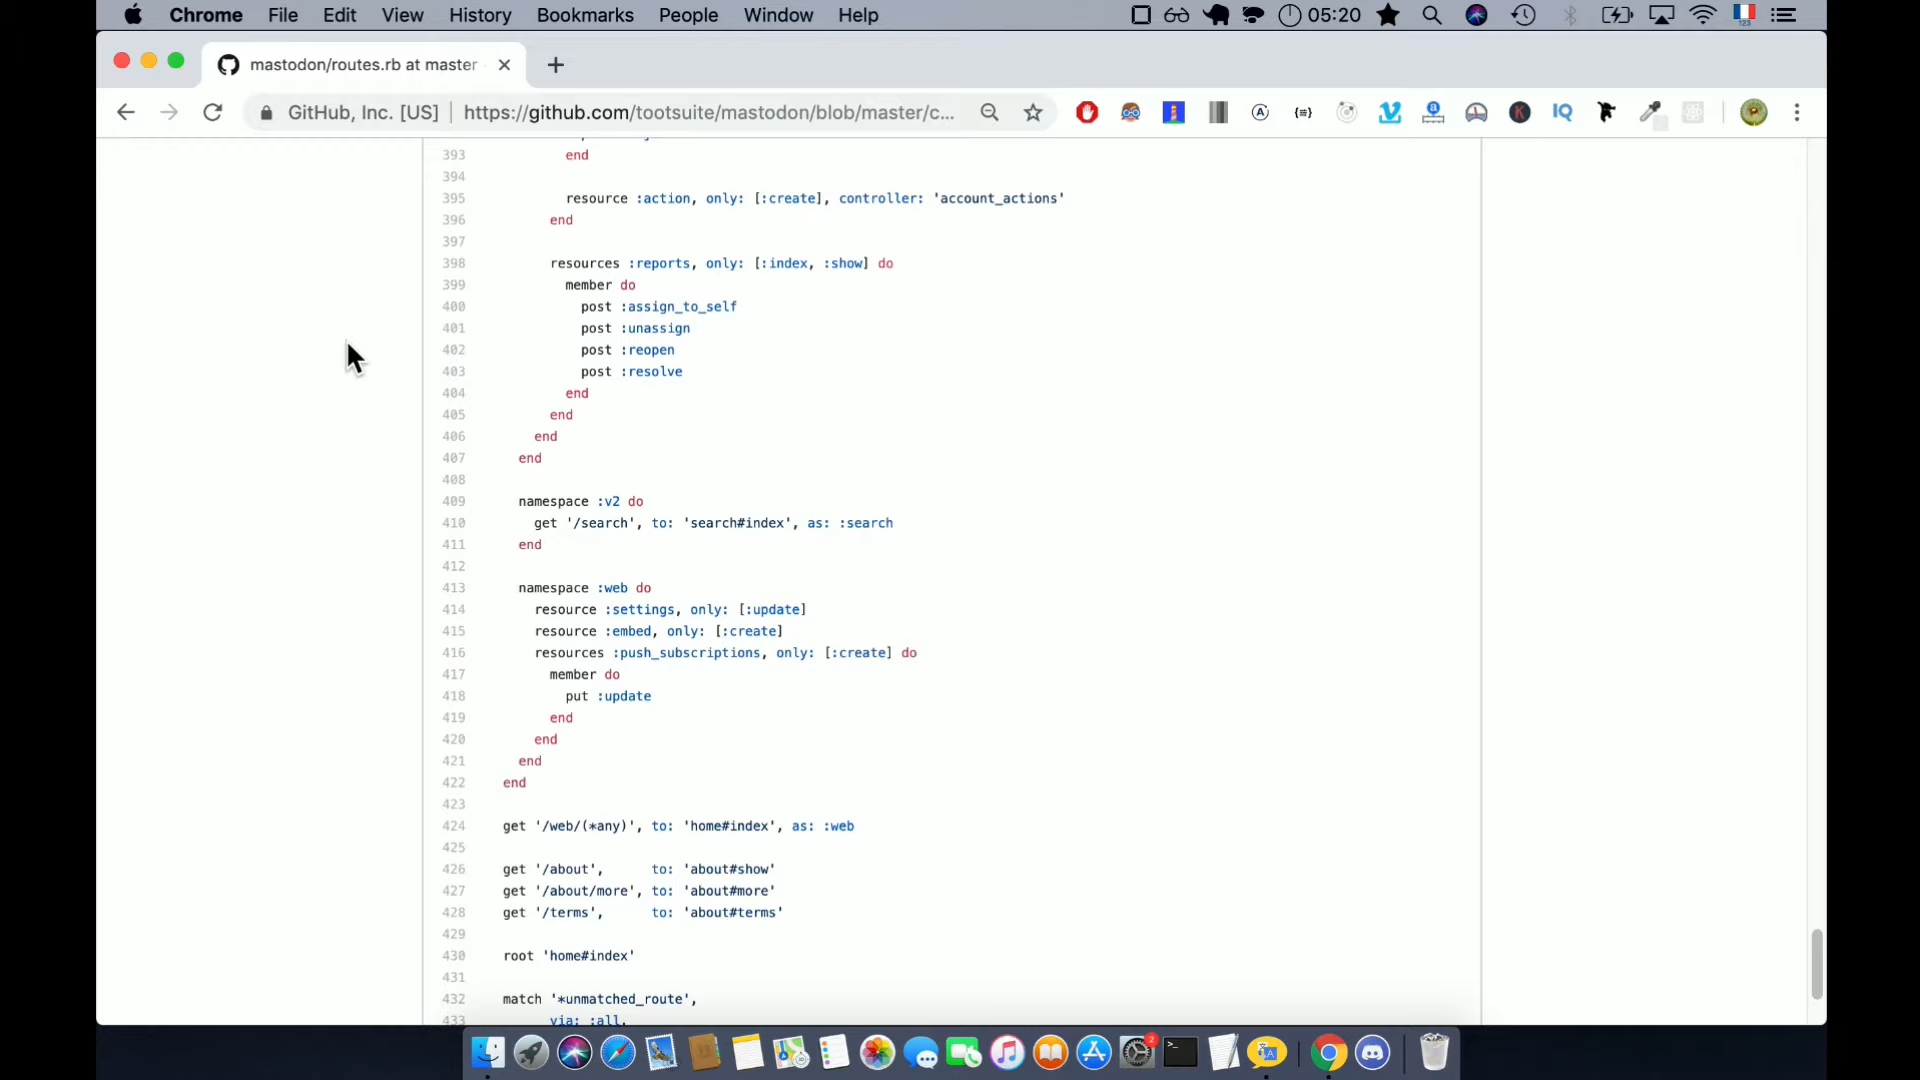 Chrome File Edit View History Bookmarks People Window Help 05:20 123
mastodon/routes.rb at master
GitHub, Inc. [US] https://github.com/tootsuite/mastodon/blob/master/c...
393 end
394
395 resource :action, only: [:create], controller: 'account_actions'
396 end
397
398 resources :reports, only: [:index, :show] do
399 member do
400 post :assign_to_self
401 post :unassign
402 post :reopen
403 post :resolve
404 end
405 end
406 end
407 end
408
409 namespace :v2 do
410 get '/search', to: 'search#index', as: :search
411 end
412
413 namespace :web do
414 resource :settings, only: [:update]
415 resource :embed, only: [:create]
416 resources :push_subscriptions, only: [:create] do
417 member do
418 put :update
419 end
420 end
421 end
422 end
423
424 get '/web/(*any)', to: 'home#index', as: :web
425
426 get '/about', to: 'about#show'
427 get '/about/more', to: 'about#more'
428 get '/terms', to: 'about#terms'
429
430 root 'home#index'
431
432 match '*unmatched_route',
433 via: :all,
2